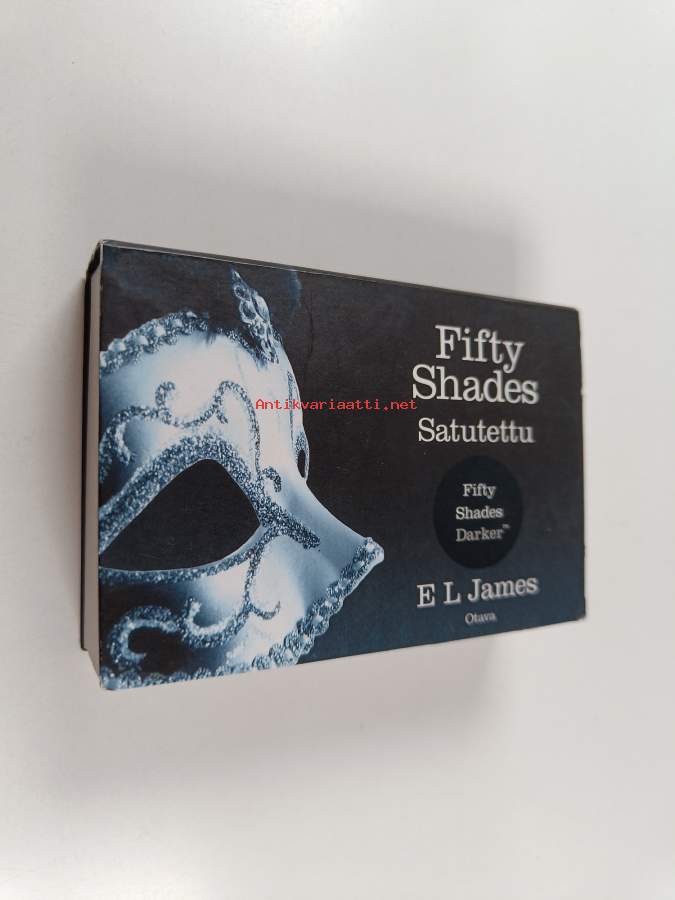 Fifty
Shades
Antikvariaatti.net
Satutettu
Fifty
Shades
Darker™
E L James
Otava